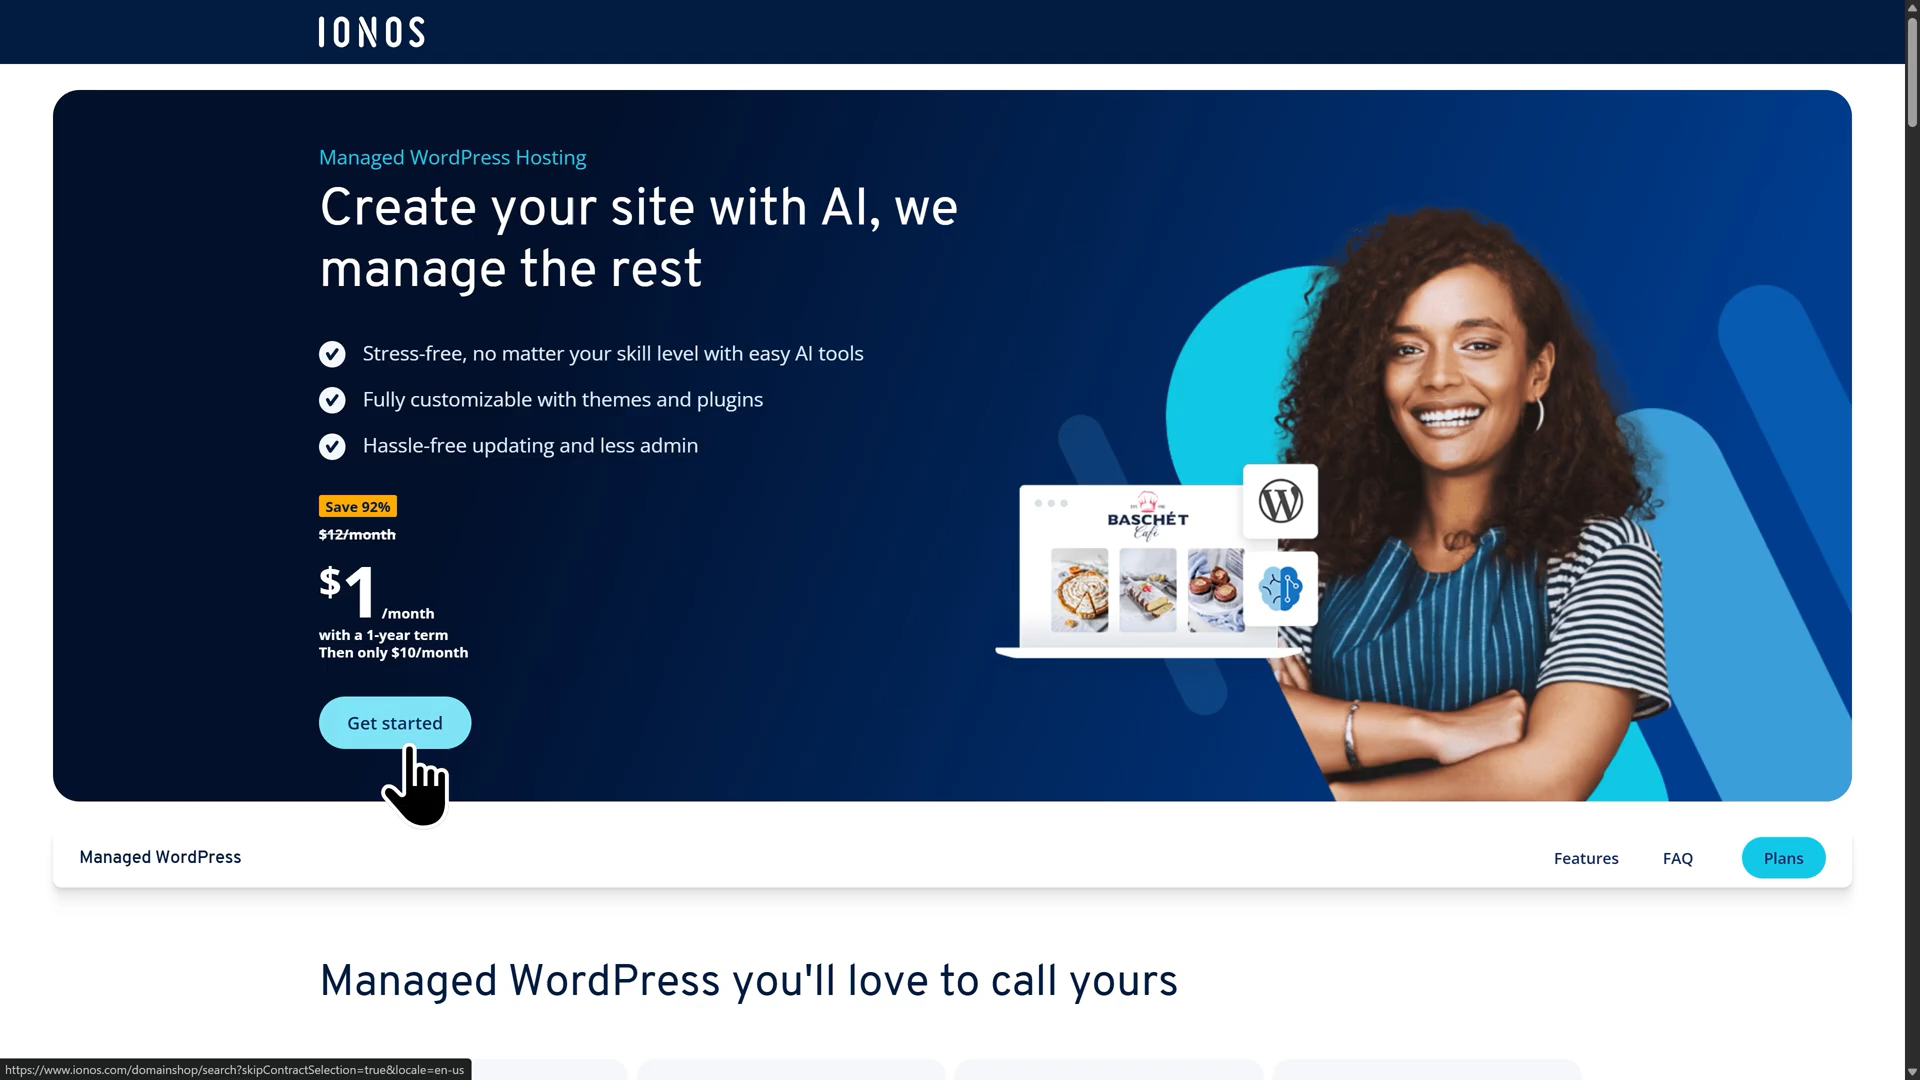 IONOS
Managed WordPress Hosting
Create your site with AI, we
manage the rest
Stress-free, no matter your skill level with easy AI tools
Fully customizable with themes and plugins
Hassle-free updating and less admin
Save 92%
$12/month
$1/month
with a 1-year term
Then only $10/month
Get started
BASCHÉT
Café
W
Managed WordPress
Features
FAQ
Plans
Managed WordPress you'll love to call yours
https://www.ionos.com/domainshop/search?skipContractSelection=true&locale=en-us